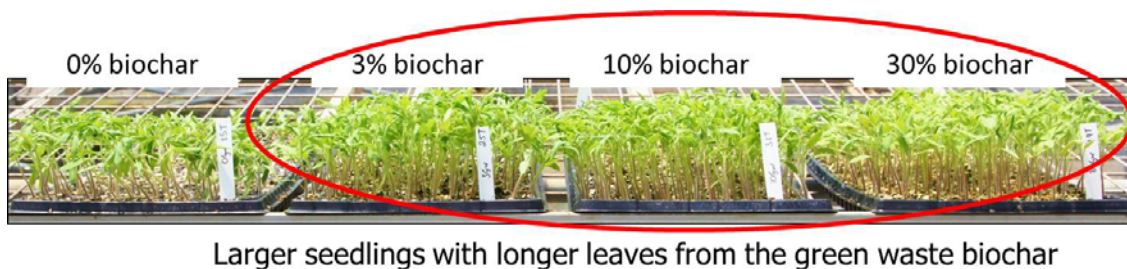 0% biochar
3% biochar
10% biochar
30% biochar
Larger seedlings with longer leaves from the green waste biochar